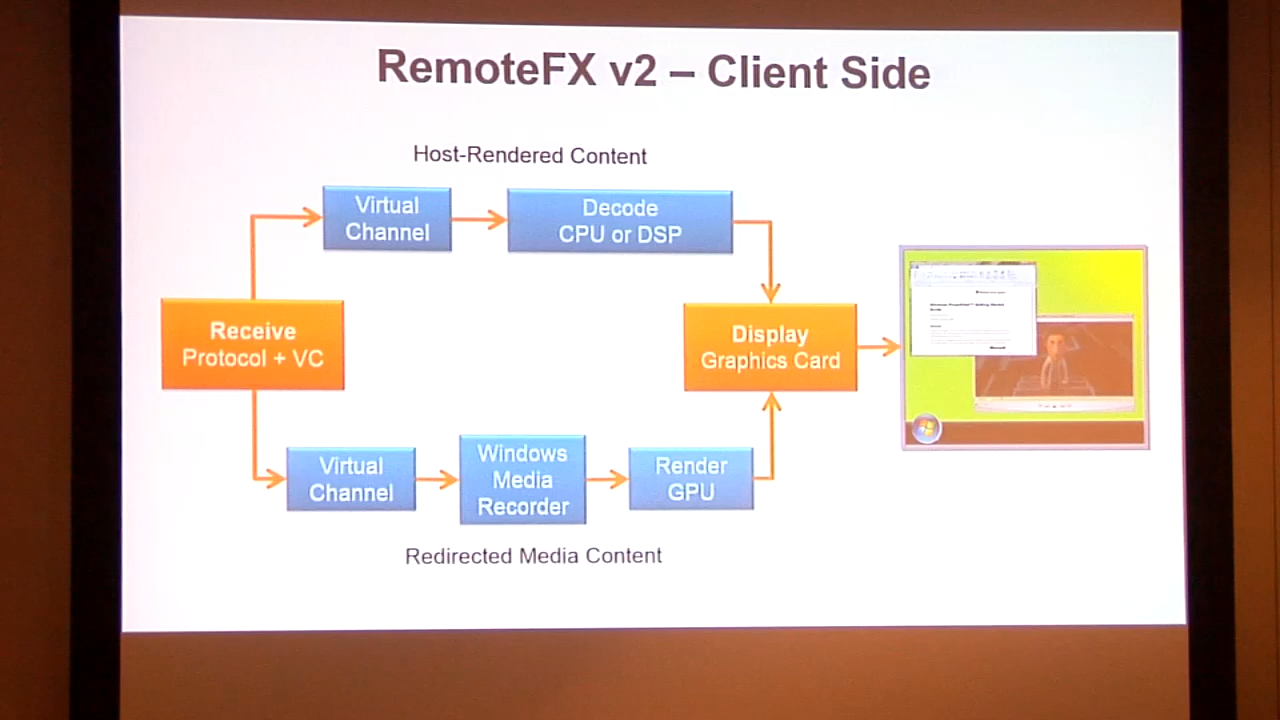 RemoteFX v2 – Client Side
Host-Rendered Content
Virtual
Channel
Decode
CPU or DSP
Receive
Protocol + VC
Display
Graphics Card
Virtual
Channel
Windows
Media
Recorder
Render
GPU
Redirected Media Content